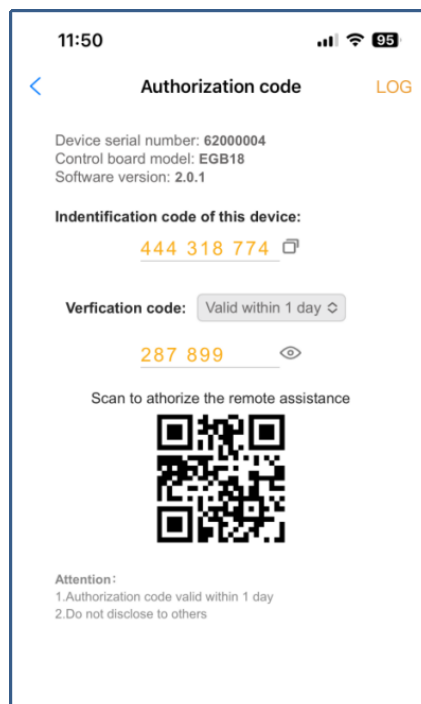 11:50
95
Authorization code
LOG
Device serial number: 62000004
Control board model: EGB18
Software version: 2.0.1
Indentification code of this device:
444 318 774
Verfication code: Valid within 1 day
287 899
Scan to athorize the remote assistance
Attention:
1.Authorization code valid within 1 day
2.Do not disclose to others